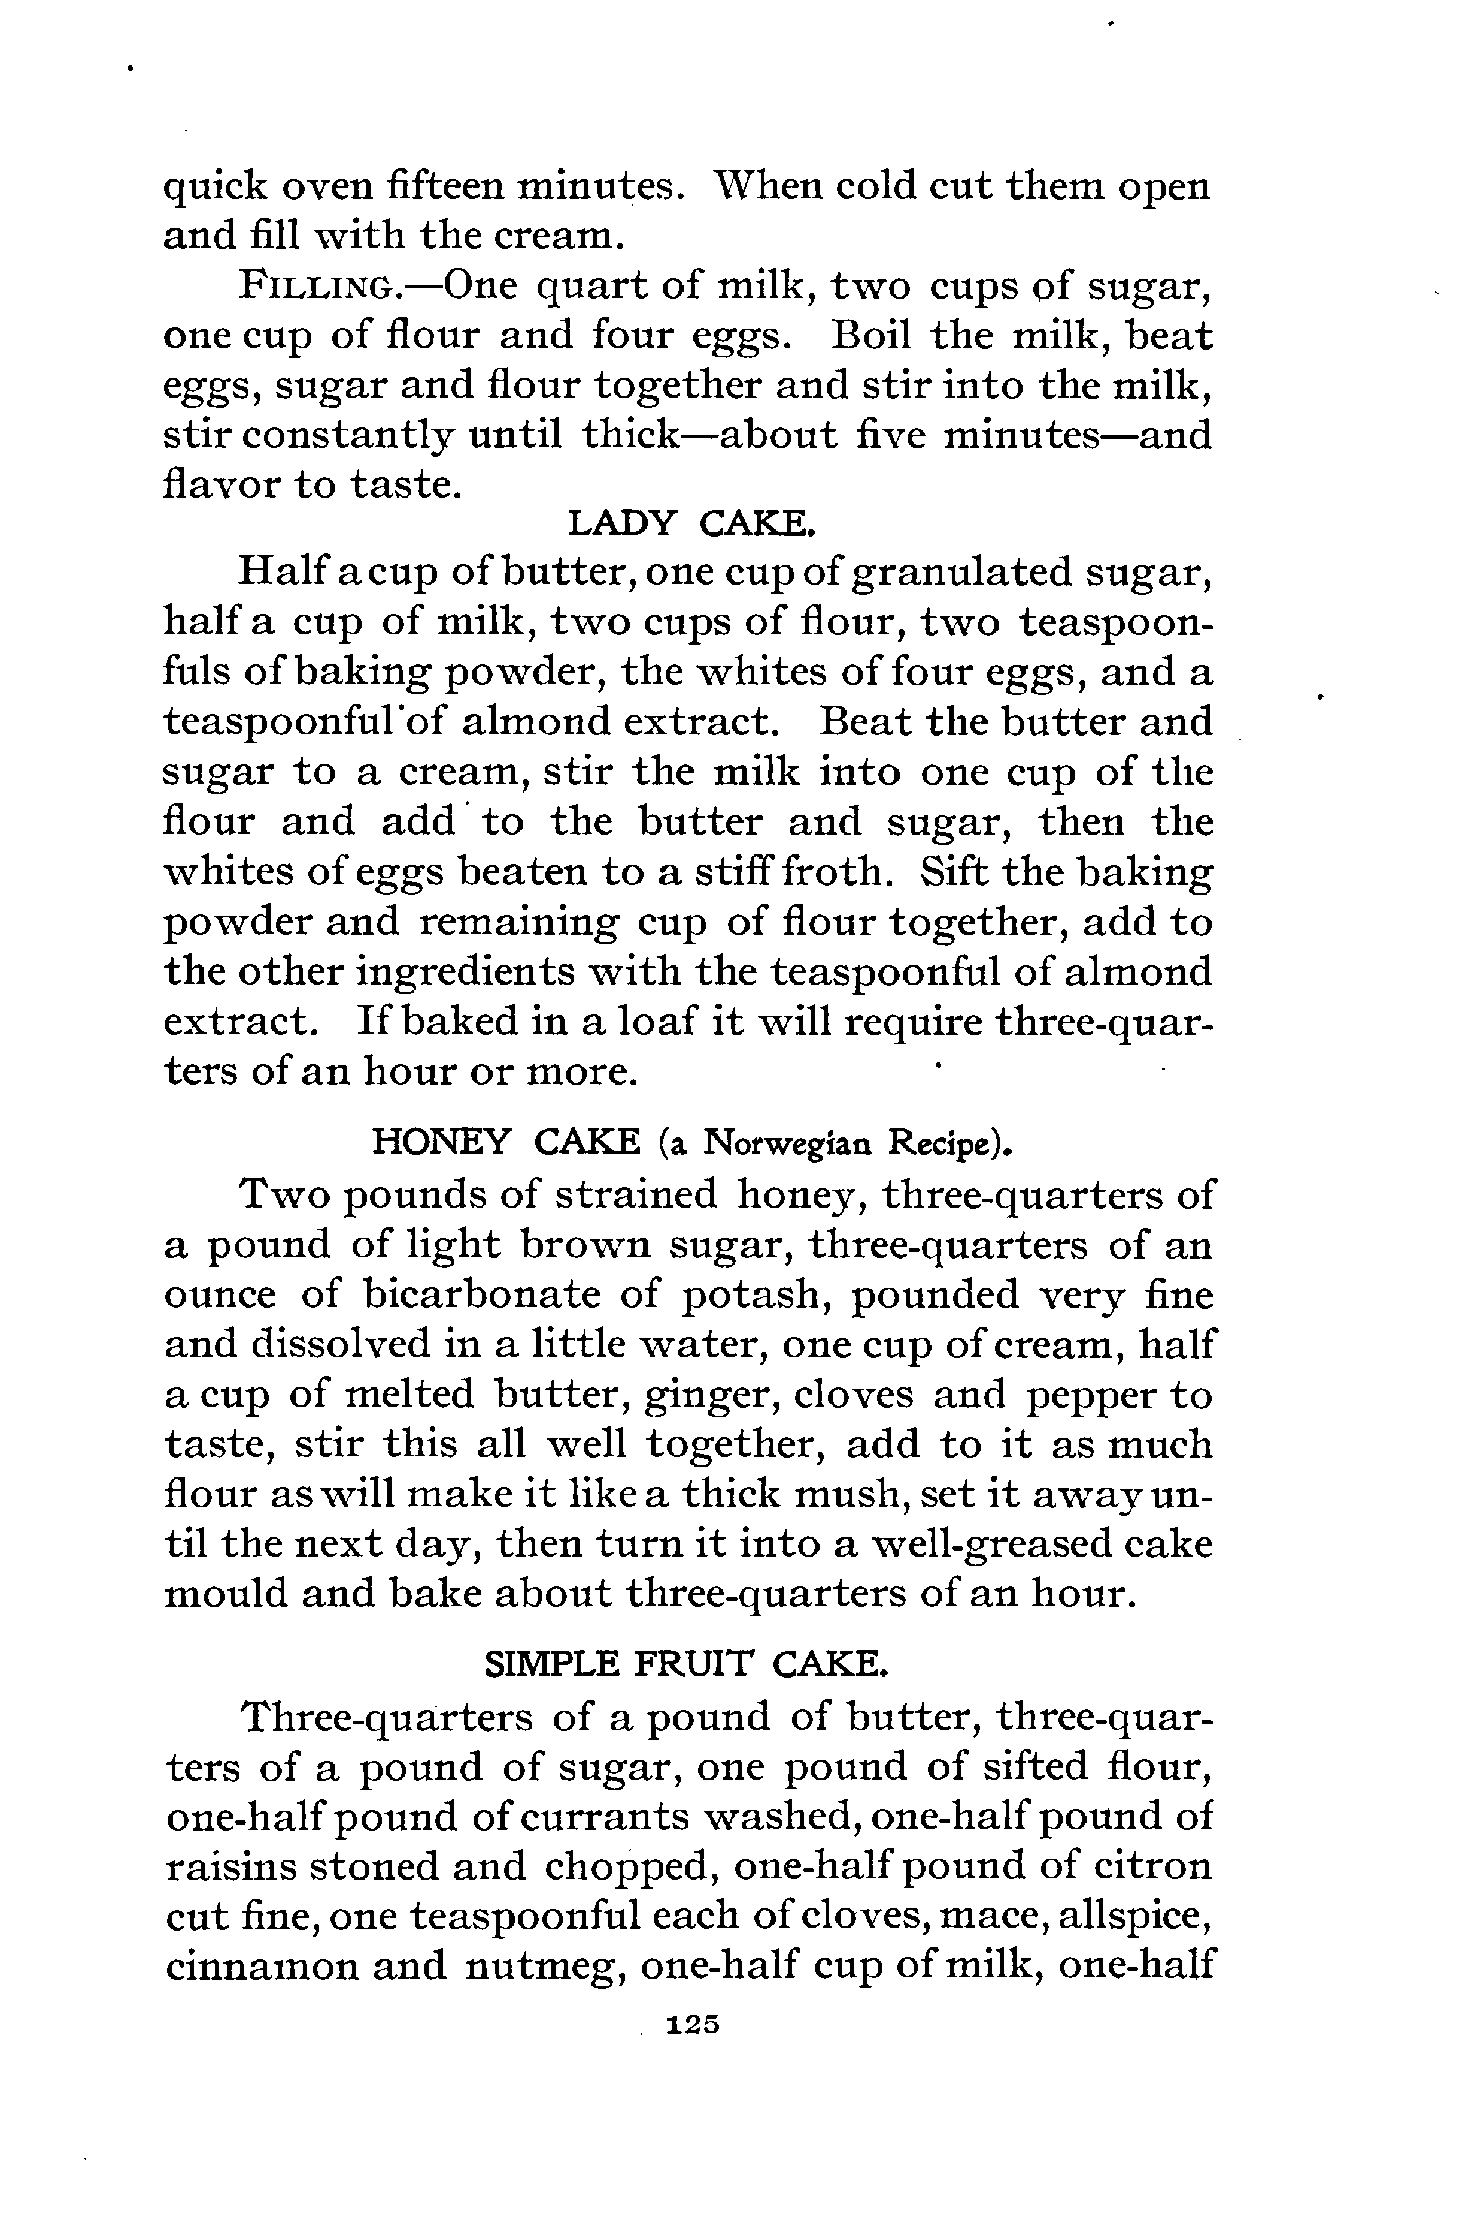 quick oven fifteen minutes. When cold cut them open
and fill with the cream.
FILLING.—One quart of milk, two cups of sugar,
one cup of flour and four eggs. Boil the milk, beat
eggs, sugar and flour together and stir into the milk,
stir constantly until thick—about five minutes—and
flavor to taste.
LADY CAKE.
Half a cup of butter, one cup of granulated sugar,
half a cup of milk, two cups of flour, two teaspoon-
fuls of baking powder, the whites of four eggs, and a
teaspoonful of almond extract. Beat the butter and
sugar to a cream, stir the milk into one cup of the
flour and add to the butter and sugar, then the
whites of eggs beaten to a stiff froth. Sift the baking
powder and remaining cup of flour together, add to
the other ingredients with the teaspoonful of almond
extract. If baked in a loaf it will require three-quar-
ters of an hour or more.
HONEY CAKE (a Norwegian Recipe).
Two pounds of strained honey, three-quarters of
a pound of light brown sugar, three-quarters of an
ounce of bicarbonate of potash, pounded very fine
and dissolved in a little water, one cup of cream, half
a cup of melted butter, ginger, cloves and pepper to
taste, stir this all well together, add to it as much
flour as will make it like a thick mush, set it away un-
til the next day, then turn it into a well-greased cake
mould and bake about three-quarters of an hour.
SIMPLE FRUIT CAKE.
Three-quarters of a pound of butter, three-quar-
ters of a pound of sugar, one pound of sifted flour,
one-half pound of currants washed, one-half pound of
raisins stoned and chopped, one-half pound of citron
cut fine, one teaspoonful each of cloves, mace, allspice,
cinnamon and nutmeg, one-half cup of milk, one-half
125